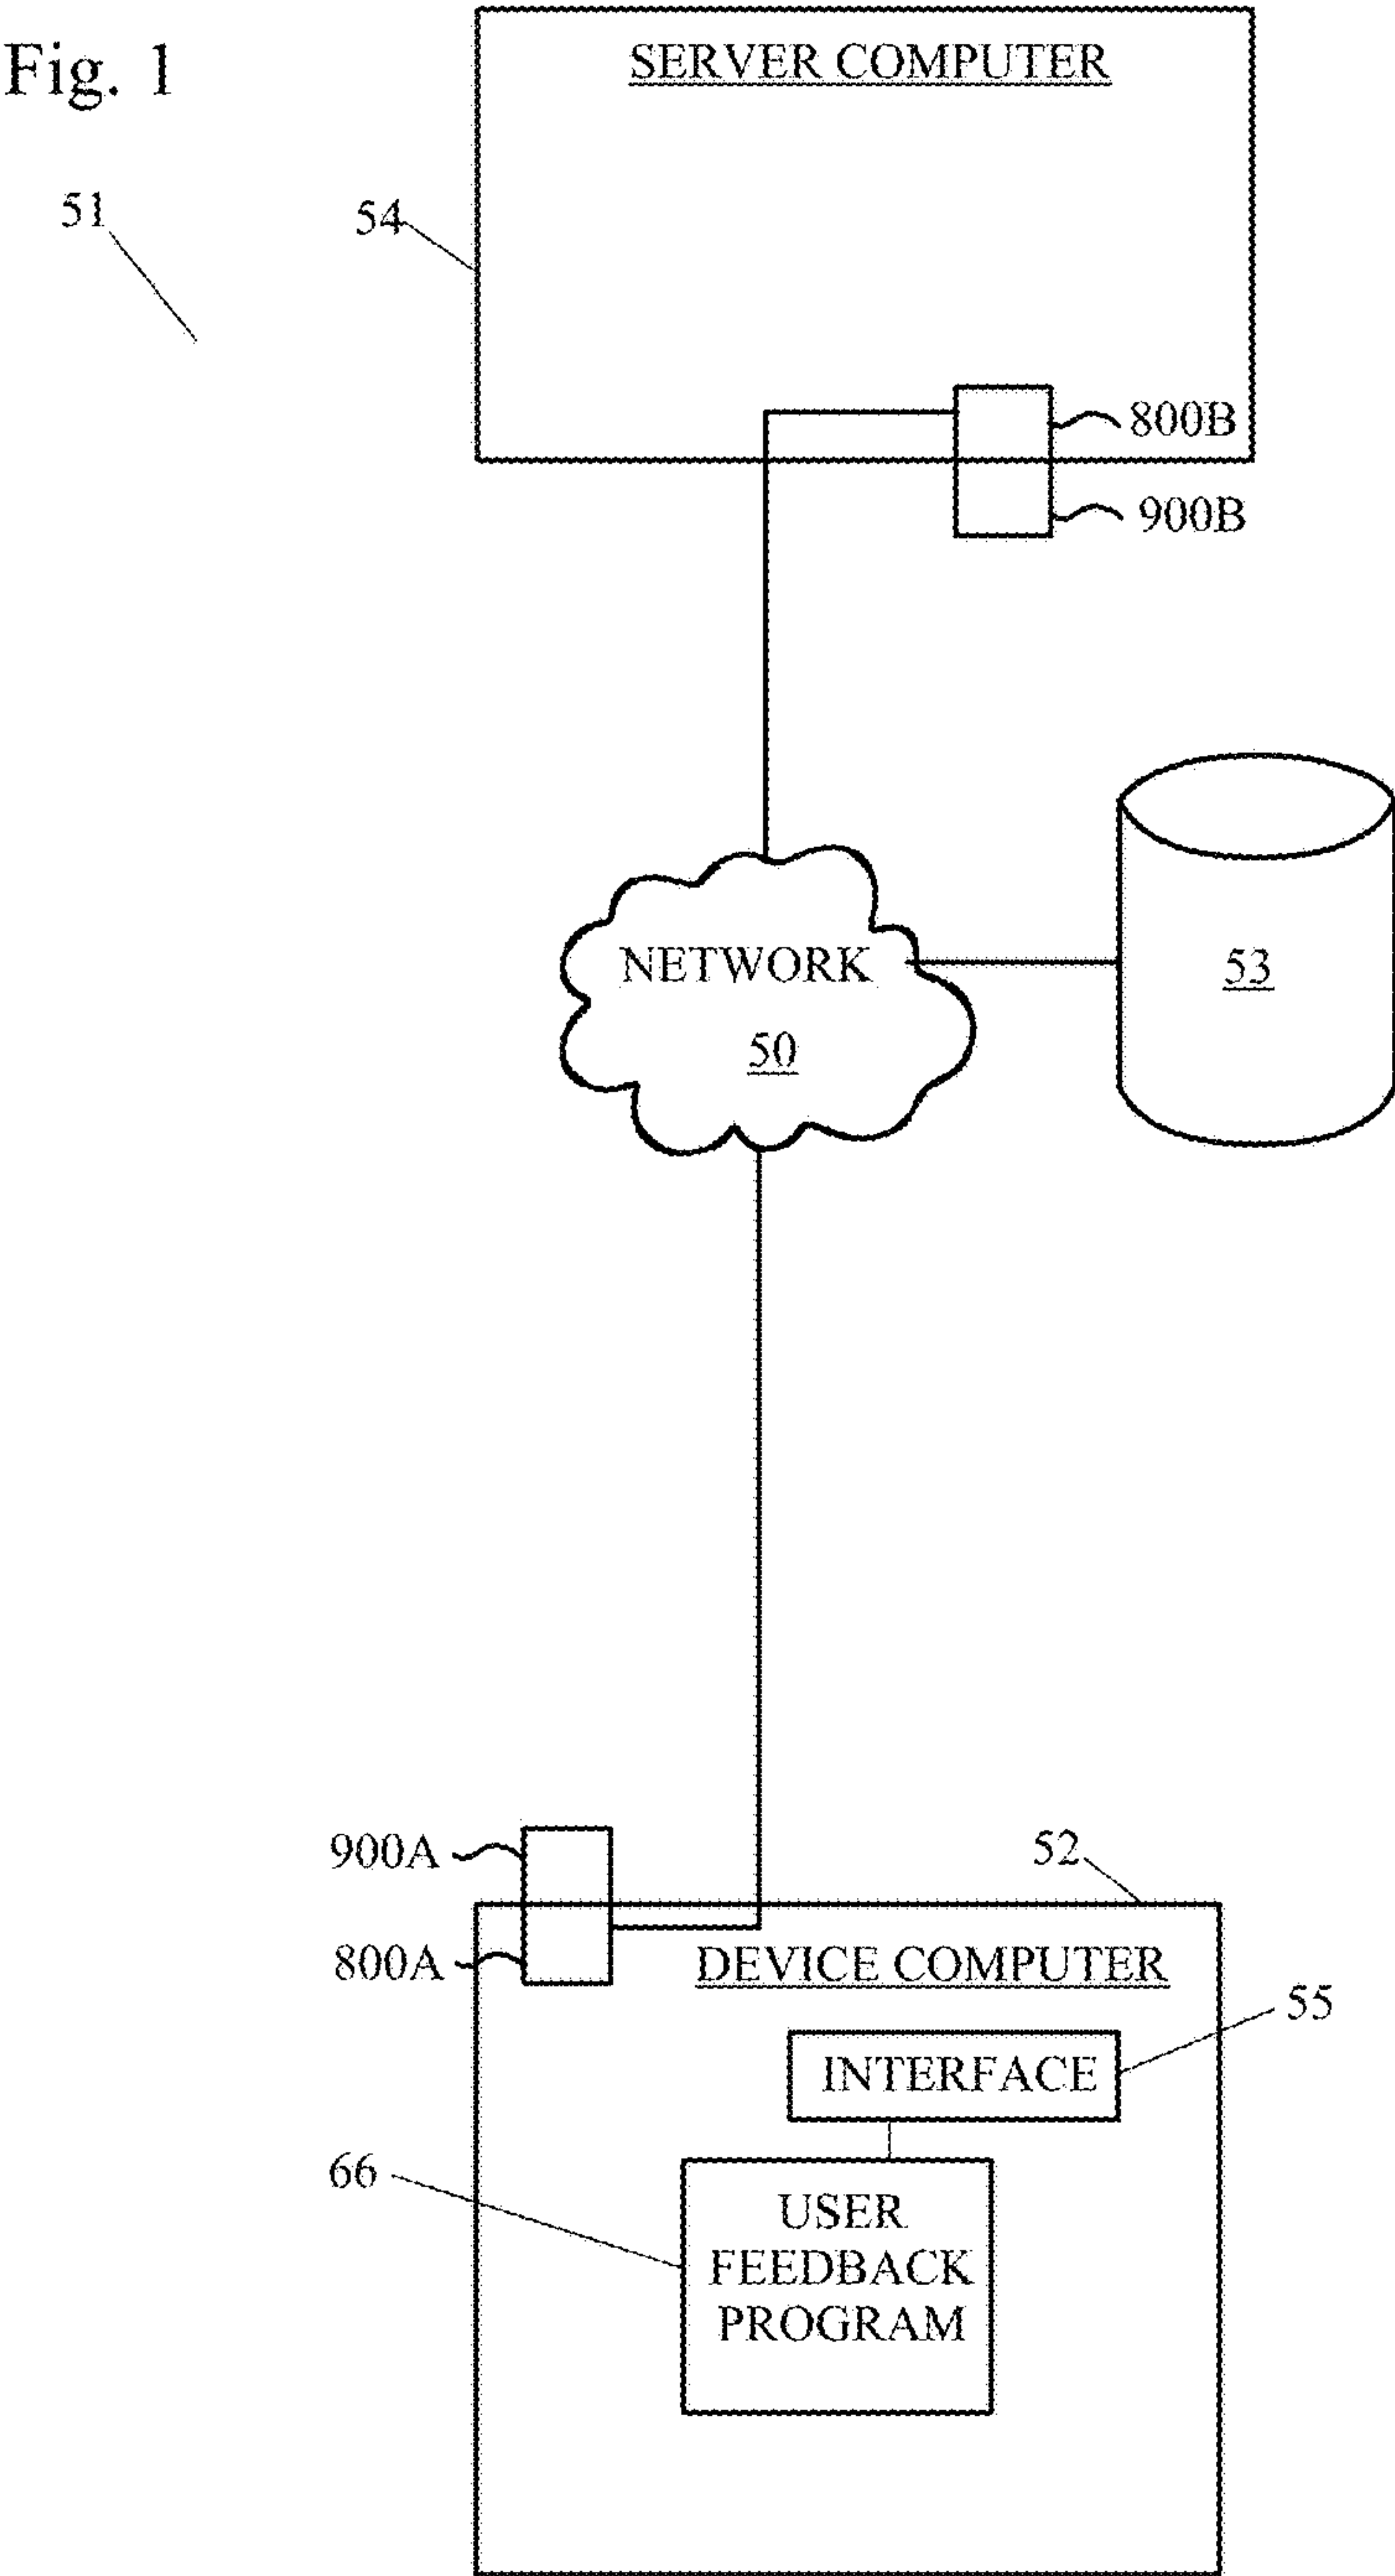 Fig. 1
SERVER COMPUTER
51
54
800B
900B
NETWORK
50
53
900A
52
800A
DEVICE COMPUTER
55
INTERFACE
66
USER
FEEDBACK
PROGRAM